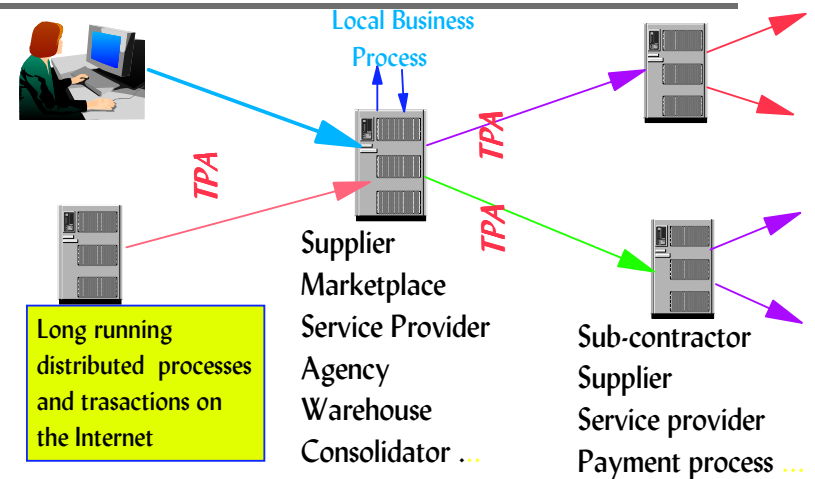 Local Business
Process
TPA
TPA
TPA
Supplier
Marketplace
Service Provider
Agency
Warehouse
Consolidator ...
Long running
distributed processes
and trasactions on
the Internet
Sub-contractor
Supplier
Service provider
Payment process ...